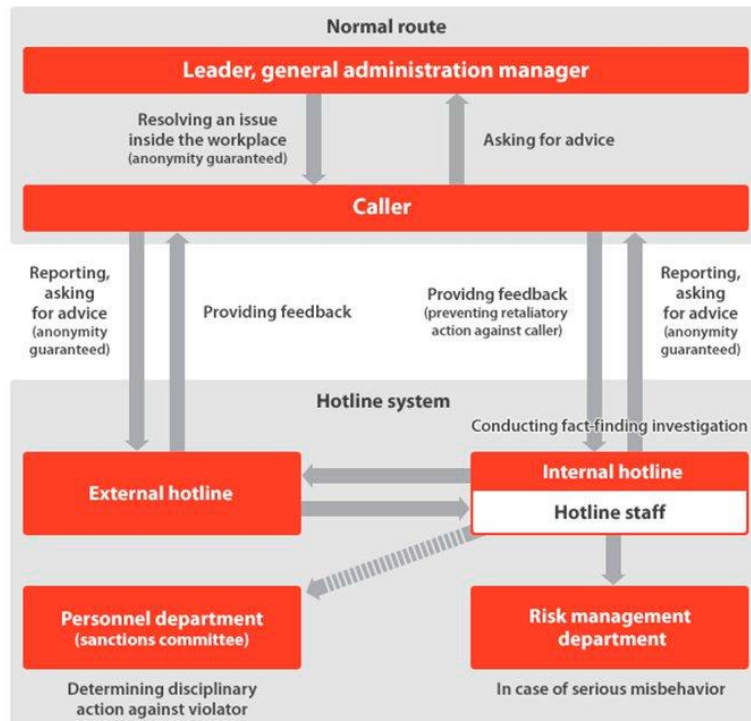 Normal route
Leader, general administration manager
Resolving an issue
inside the workplace
(anonymity guaranteed)
Asking for advice
Caller
Reporting,
asking
for advice
(anonymity
guaranteed)
Providing feedback
Providng feedback
(preventing retaliatory
action against caller)
Reporting,
asking
for advice
(anonymity
guaranteed)
Hotline system
Conducting fact-finding investigation
External hotline
Internal hotline
Hotline staff
Personnel department
(sanctions committee)
Risk management
department
Determining disciplinary
action against violator
In case of serious misbehavior